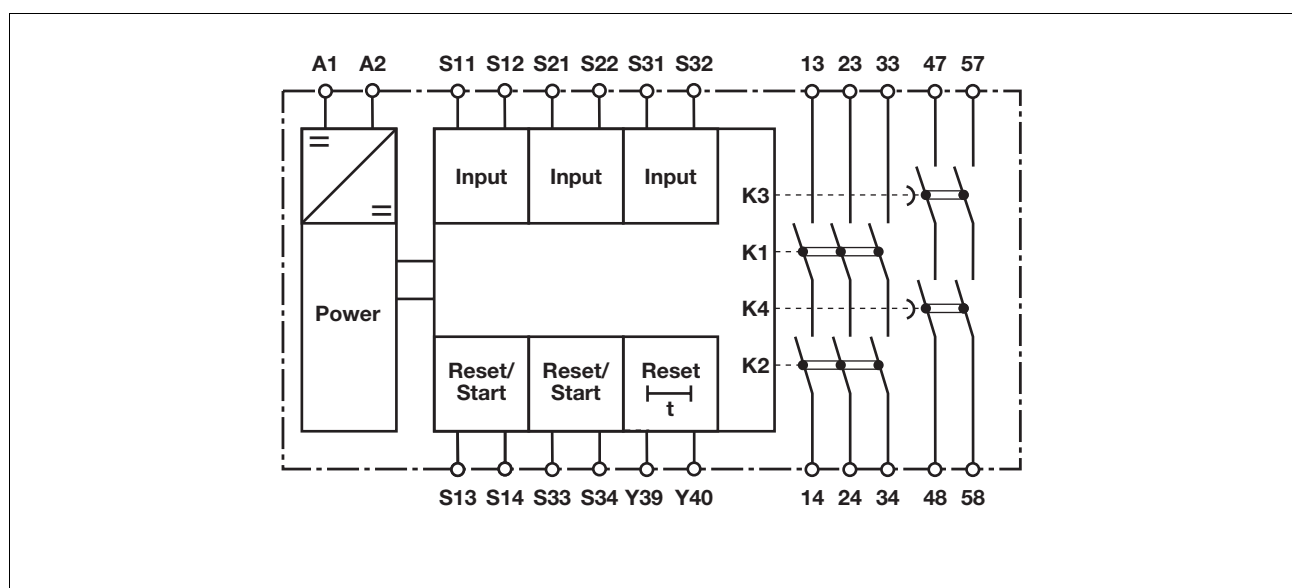 A1 A2 S11 S12 S21 S22 S31 S32 13 23 33 47 57
Input Input Input
K3
K1
K4
Power
K2
Reset/ Reset/ Reset
Start Start t
S13 S14 S33 S34 Y39 Y40 14 24 34 48 58